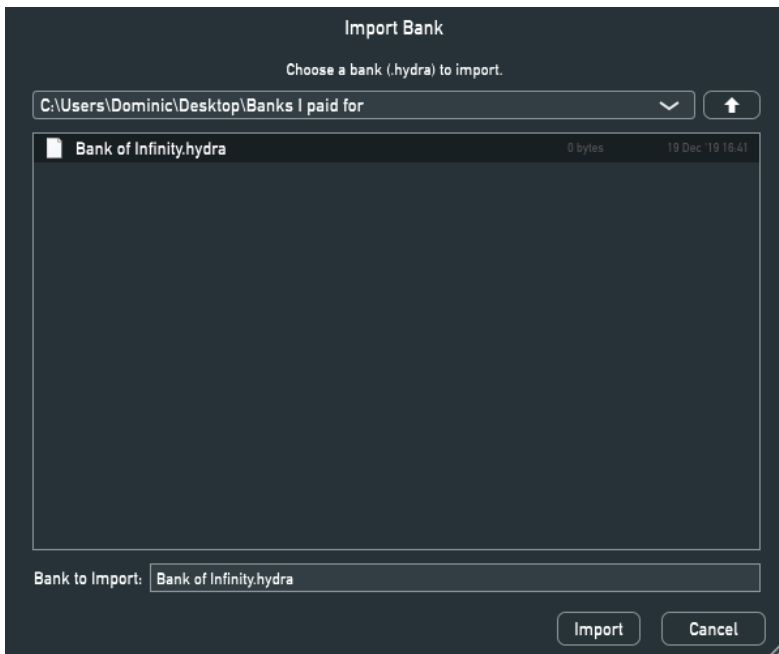 Import Bank
Choose a bank (.hydra) to import.
C:\Users\Dominic\Desktop\Banks I paid for
Bank of Infinity.hydra 0 bytes 19 Dec '19 16:41
Bank to Import: Bank of Infinity.hydra
Import Cancel